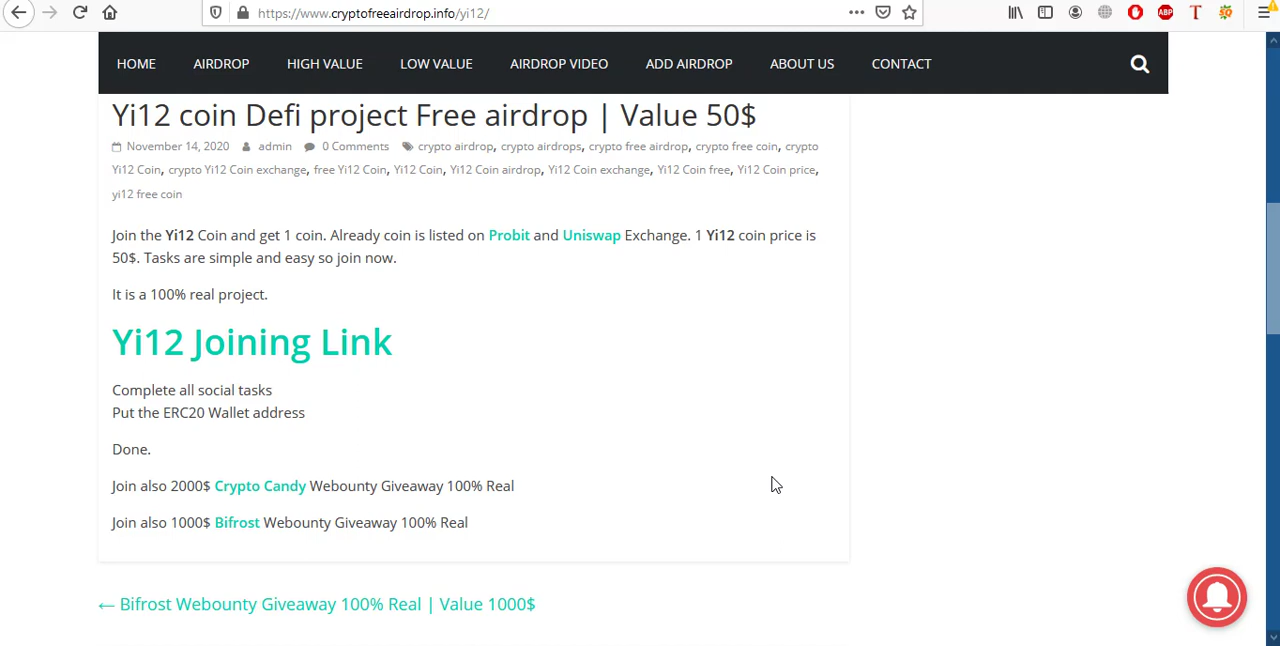 https://www.cryptofreeairdrop.info/yi12/
ABP
T
HOME AIRDROP HIGH VALUE LOW VALUE AIRDROP VIDEO ADD AIRDROP ABOUT US CONTACT
Yi12 coin Defi project Free airdrop | Value 50$
November 14, 2020 admin 0 Comments crypto airdrop, crypto airdrops, crypto free airdrop, crypto free coin, crypto
Yi12 Coin, crypto Yi12 Coin exchange, free Yi12 Coin, Yi12 Coin, Yi12 Coin airdrop, Yi12 Coin exchange, Yi12 Coin free, Yi12 Coin price,
yi12 free coin
Join the Yi12 Coin and get 1 coin. Already coin is listed on Probit and Uniswap Exchange. 1 Yi12 coin price is
50$. Tasks are simple and easy so join now.
It is a 100% real project.
Yi12 Joining Link
Complete all social tasks
Put the ERC20 Wallet address
Done.
Join also 2000$ Crypto Candy Webounty Giveaway 100% Real
Join also 1000$ Bifrost Webounty Giveaway 100% Real
← Bifrost Webounty Giveaway 100% Real | Value 1000$